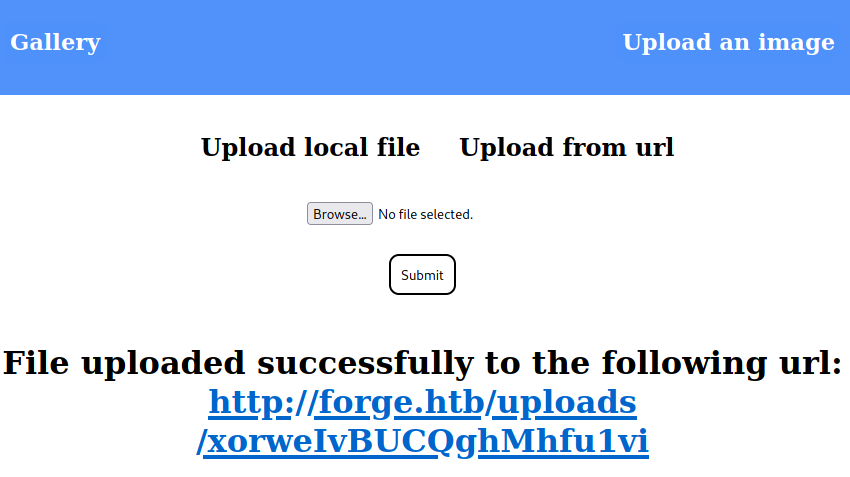 Gallery Upload an image
Upload local file Upload from url
Browse... No file selected.
Submit
File uploaded successfully to the following url:
http://forge.htb/uploads
/xorweIvBUCQghMhfu1vi